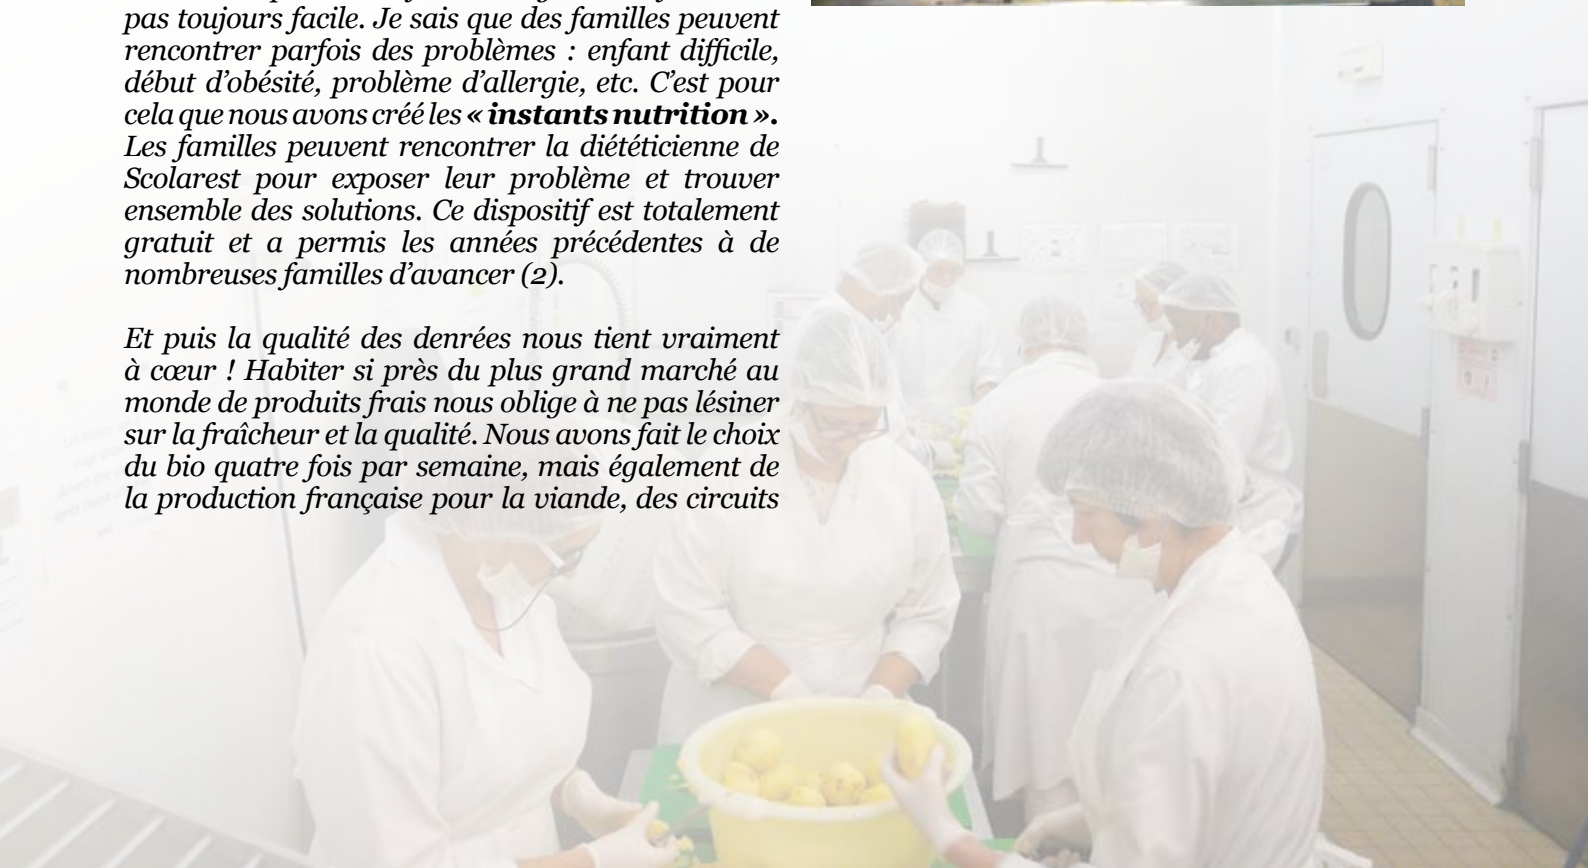 pas toujours facile. Je sais que des familles peuvent
rencontrer parfois des problèmes : enfant difficile,
début d’obésité, problème d’allergie, etc. C’est pour
cela que nous avons créé les « instants nutrition ».
Les familles peuvent rencontrer la diététicienne de
Scolarest pour exposer leur problème et trouver
ensemble des solutions. Ce dispositif est totalement
gratuit et a permis les années précédentes à de
nombreuses familles d’avancer (2).
Et puis la qualité des denrées nous tient vraiment
à cœur ! Habiter si près du plus grand marché au
monde de produits frais nous oblige à ne pas lésiner
sur la fraîcheur et la qualité. Nous avons fait le choix
du bio quatre fois par semaine, mais également de
la production française pour la viande, des circuits